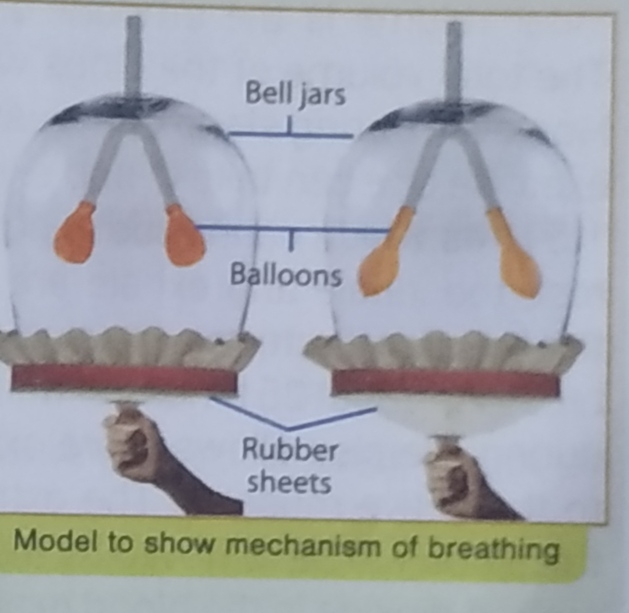 Bell jars
Balloons
Rubber
sheets
Model to show mechanism of breathing